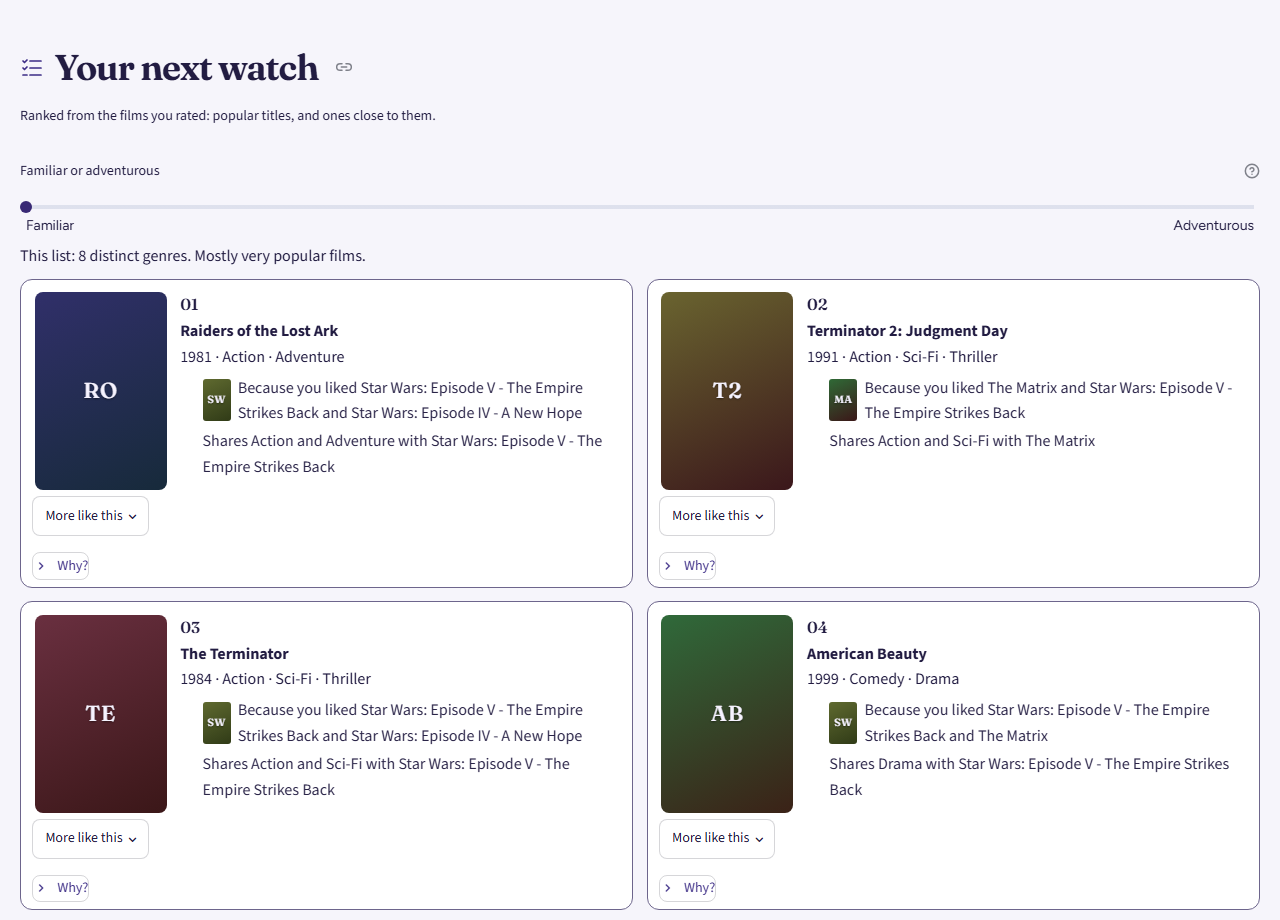 Your next watch
Ranked from the films you rated: popular titles, and ones close to them.
Familiar or adventurous
Familiar
Adventurous
This list: 8 distinct genres. Mostly very popular films.
RO
01
Raiders of the Lost Ark
1981 · Action · Adventure
SW
Because you liked Star Wars: Episode V - The Empire
Strikes Back and Star Wars: Episode IV - A New Hope
Shares Action and Adventure with Star Wars: Episode V - The
Empire Strikes Back
More like this
Why?
T2
02
Terminator 2: Judgment Day
1991 · Action · Sci-Fi · Thriller
MA
Because you liked The Matrix and Star Wars: Episode V -
The Empire Strikes Back
Shares Action and Sci-Fi with The Matrix
More like this
Why?
TE
03
The Terminator
1984 · Action · Sci-Fi · Thriller
SW
Because you liked Star Wars: Episode V - The Empire
Strikes Back and Star Wars: Episode IV - A New Hope
Shares Action and Sci-Fi with Star Wars: Episode V - The
Empire Strikes Back
More like this
Why?
AB
04
American Beauty
1999 · Comedy · Drama
SW
Because you liked Star Wars: Episode V - The Empire
Strikes Back and The Matrix
Shares Drama with Star Wars: Episode V - The Empire Strikes
Back
More like this
Why?